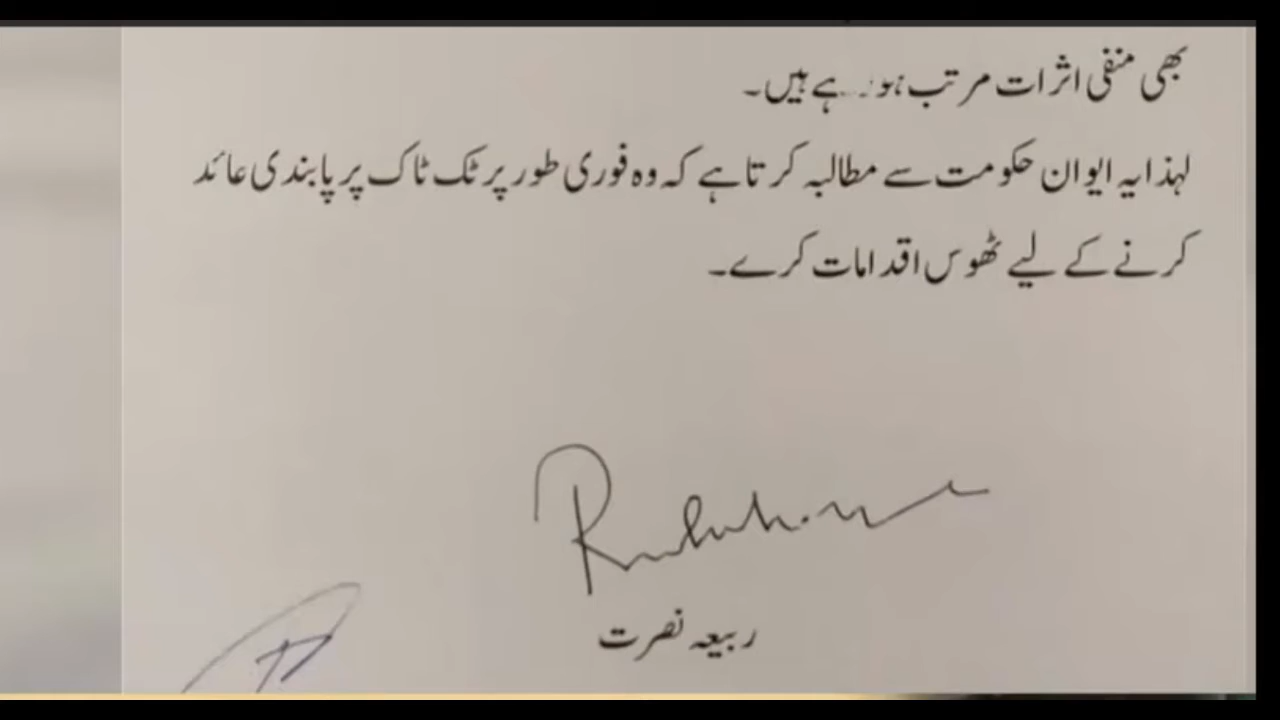 بھی منفی اثرات مرتب ہورہے ہیں۔
لہذا یہ ایوان حکومت سے مطالبہ کرتا ہے کہ وہ فوری طور پر ٹک ٹاک پر پابندی عائد
کرنے کے لیے ٹھوس اقدامات کرے۔
ربیعہ نصرت